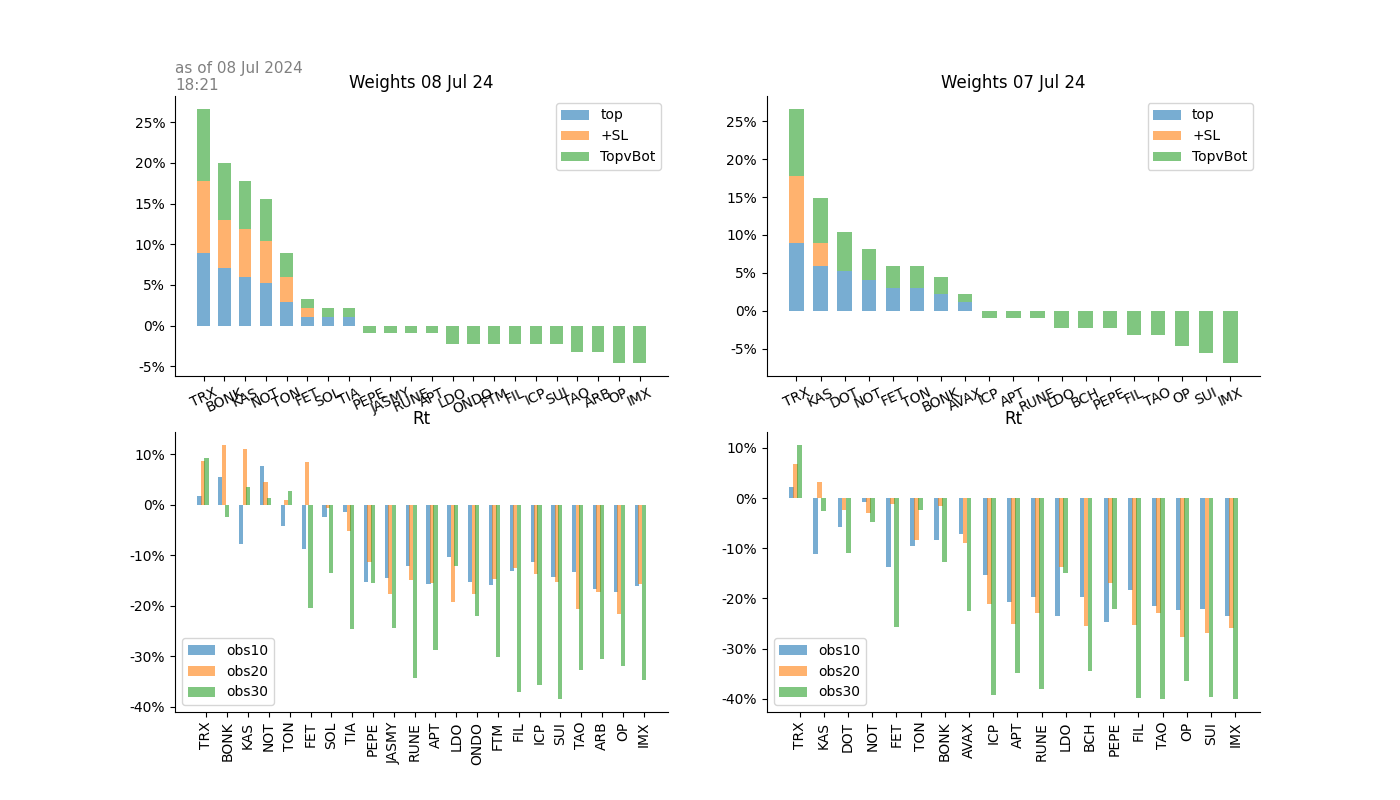 as of 08 Jul 2024
18:21
Weights 08 Jul 24
25%
20%
15%
10%
5%
0%
-5%
top
+SL
TopvBot
TRX BONK KAS NOT TON FET SOL TIA PEPE JASMY RUNE APT LDO ONDO FTM FIL ICP SUI TAO ARB OP IMX
Weights 07 Jul 24
25%
20%
15%
10%
5%
0%
-5%
top
+SL
TopvBot
TRX KAS DOT NOT FET TON BONK AVAX ICP APT RUNE LDO BCH PEPE FIL TAO OP SUI IMX
Rt
10%
0%
-10%
-20%
-30%
-40%
obs10
obs20
obs30
TRX BONK KAS NOT TON FET SOL TIA PEPE JASMY RUNE APT LDO ONDO FTM FIL ICP SUI TAO ARB OP IMX
Rt
10%
0%
-10%
-20%
-30%
-40%
obs10
obs20
obs30
TRX KAS DOT NOT FET TON BONK AVAX ICP APT RUNE LDO BCH PEPE FIL TAO OP SUI IMX